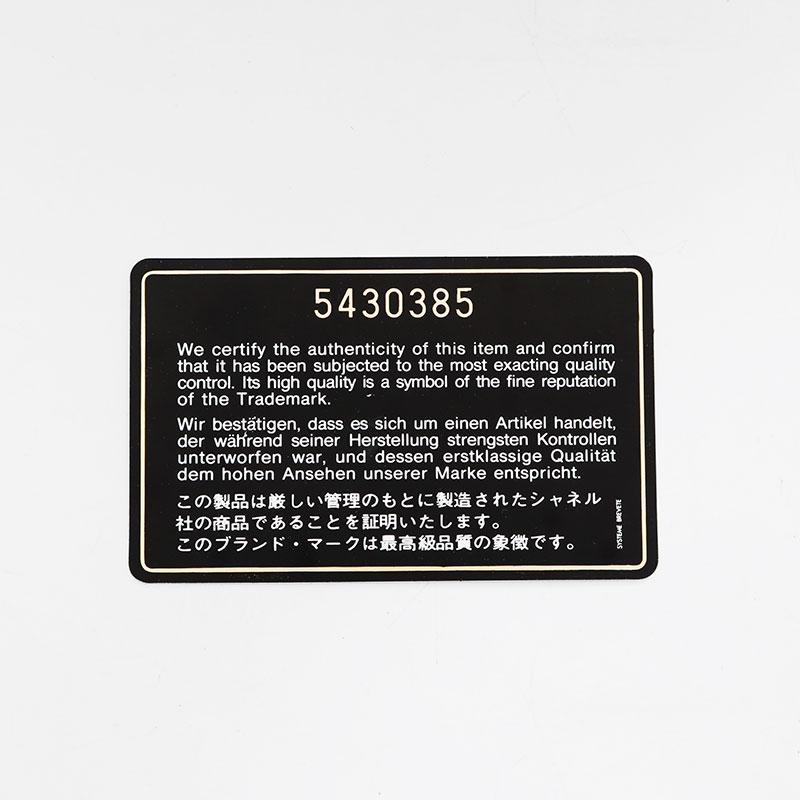 5430385
We certify the authenticity of this item and confirm
that it has been subjected to the most exacting quality
control. Its high quality is a symbol of the fine reputation
of the Trademark.
Wir bestätigen, dass es sich um einen Artikel handelt,
der während seiner Herstellung strengsten Kontrollen
unterworfen war, und dessen erstklassige Qualität
dem hohen Ansehen unserer Marke entspricht.
この製品は厳しい管理のもとに製造されたシャネル
社の商品であることを証明いたします。
このブランド・マークは最高級品質の象徴です。
SYSTEME BREVETE